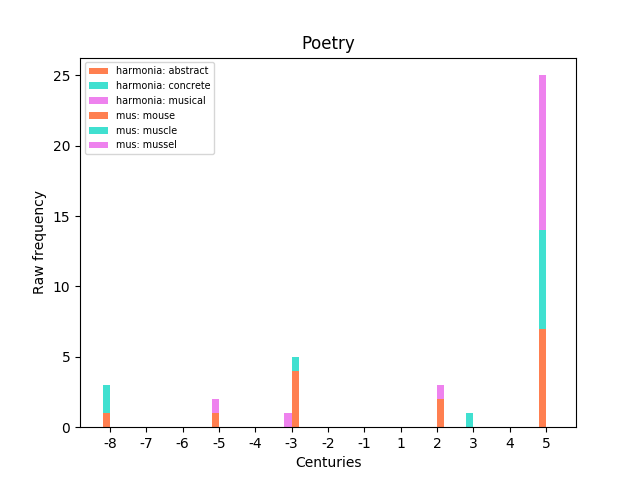 Poetry
harmonia: abstract
harmonia: concrete
harmonia: musical
mus: mouse
mus: muscle
mus: mussel
Raw frequency
25
20
15
10
5
0
-8 -7 -6 -5 -4 -3 -2 -1 1 2 3 4 5
Centuries